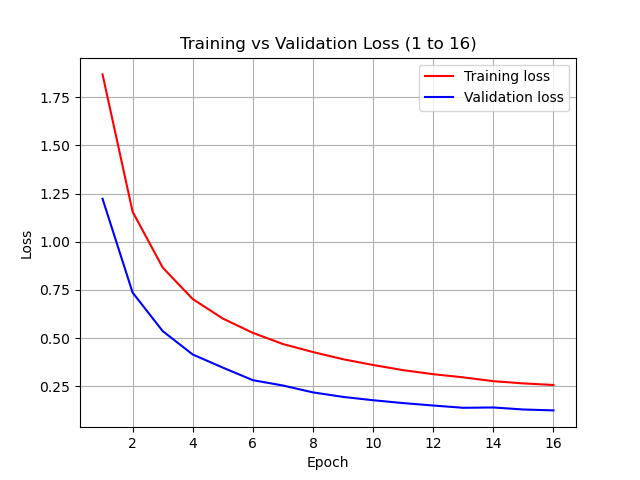 Training vs Validation Loss (1 to 16)
Training loss
Validation loss
1.75
1.50
1.25
1.00
0.75
0.50
0.25
Loss
2 4 6 8 10 12 14 16
Epoch